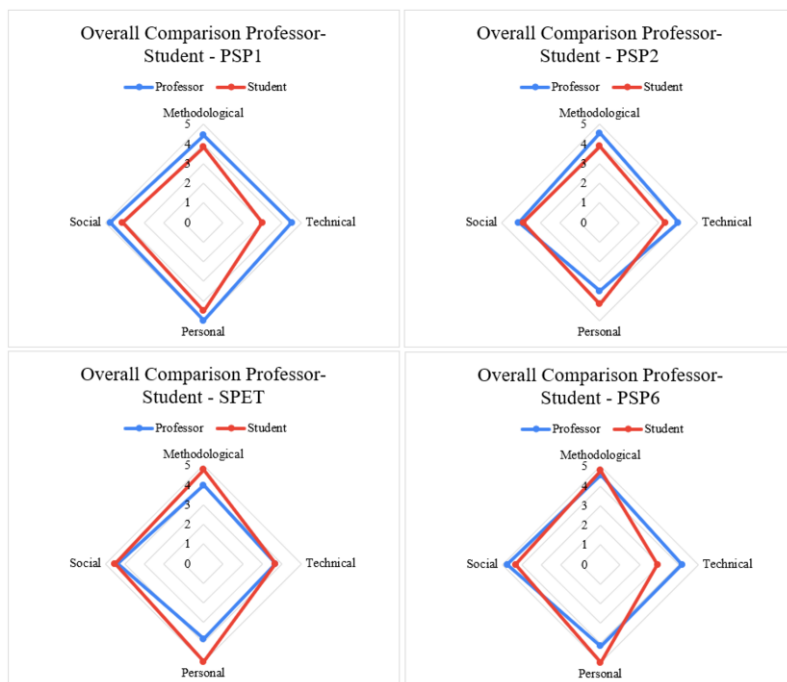 Overall Comparison Professor-
Student - PSP1
Professor Student
Methodological
5
4
3
2
1
0
Social
Technical
Personal
Overall Comparison Professor-
Student - PSP2
Professor Student
Methodological
5
4
3
2
1
0
Social
Technical
Personal
Overall Comparison Professor-
Student - SPET
Professor Student
Methodological
5
4
3
2
1
0
Social
Technical
Personal
Overall Comparison Professor-
Student - PSP6
Professor Student
Methodological
5
4
3
2
1
0
Social
Technical
Personal